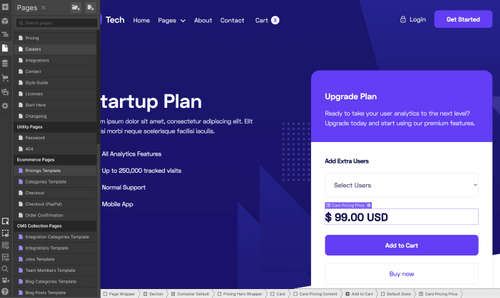 Pages
Search pages
Pricing
Careers
Integrations
Contact
Style Guide
Licenses
Start Here
Changelog
Utility Pages
Password
404
Ecommerce Pages
Pricings Template
Categories Template
Checkout
Checkout (PayPal)
Order Confirmation
CMS Collection Pages
Integration Categories Template
Integrations Template
Jobs Template
Team Members Template
Blog Categories Template
Blog Posts Template
Tech
Home
Pages
About
Contact
Cart
Login
Get Started
tartup Plan
m ipsum dolor sit amet, consectetur adipiscing elit. Elit
si morbi neque scelerisque facilisi iaculis.
All Analytics Features
Up to 250,000 tracked visits
Normal Support
Mobile App
Upgrade Plan
Ready to take your user analytics to the next level?
Upgrade today and start using our premium features.
Add Extra Users
Select Users
Card Pricing Price
$ 99.00 USD
Add to Cart
Buy now
Page Wrapper
Section
Container Default
Pricing Hero Wrapper
Card
Card Pricing Content
Add to Cart
Default State
Card Pricing Price